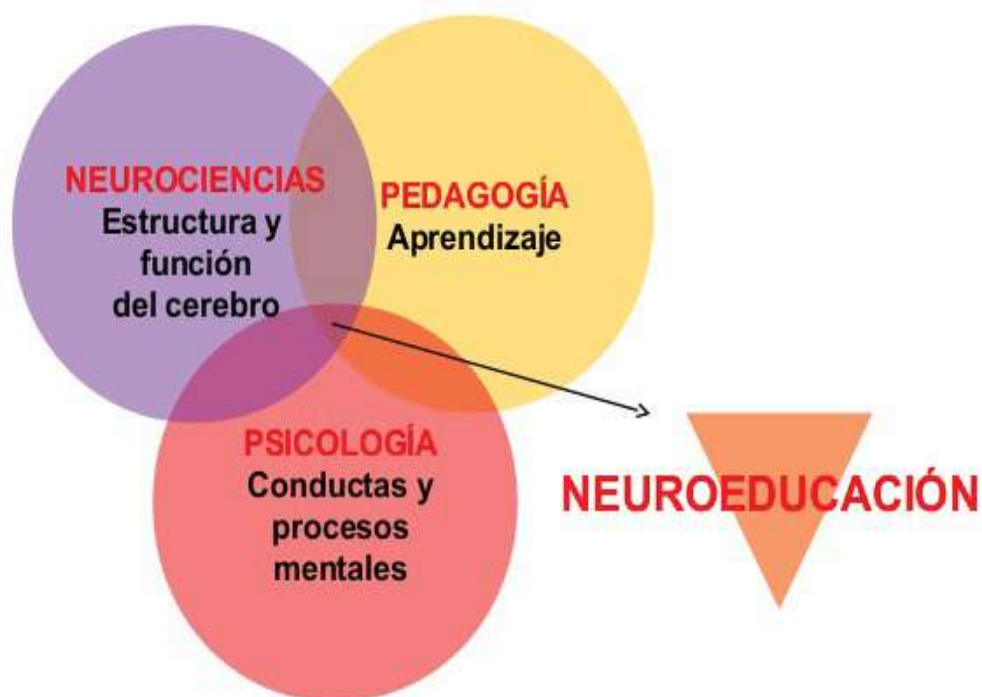 NEUROCIENCIAS
Estructura y
función
del cerebro
PEDAGOGÍA
Aprendizaje
PSICOLOGÍA
Conductas y
procesos
mentales
NEUROEDUCACIÓN